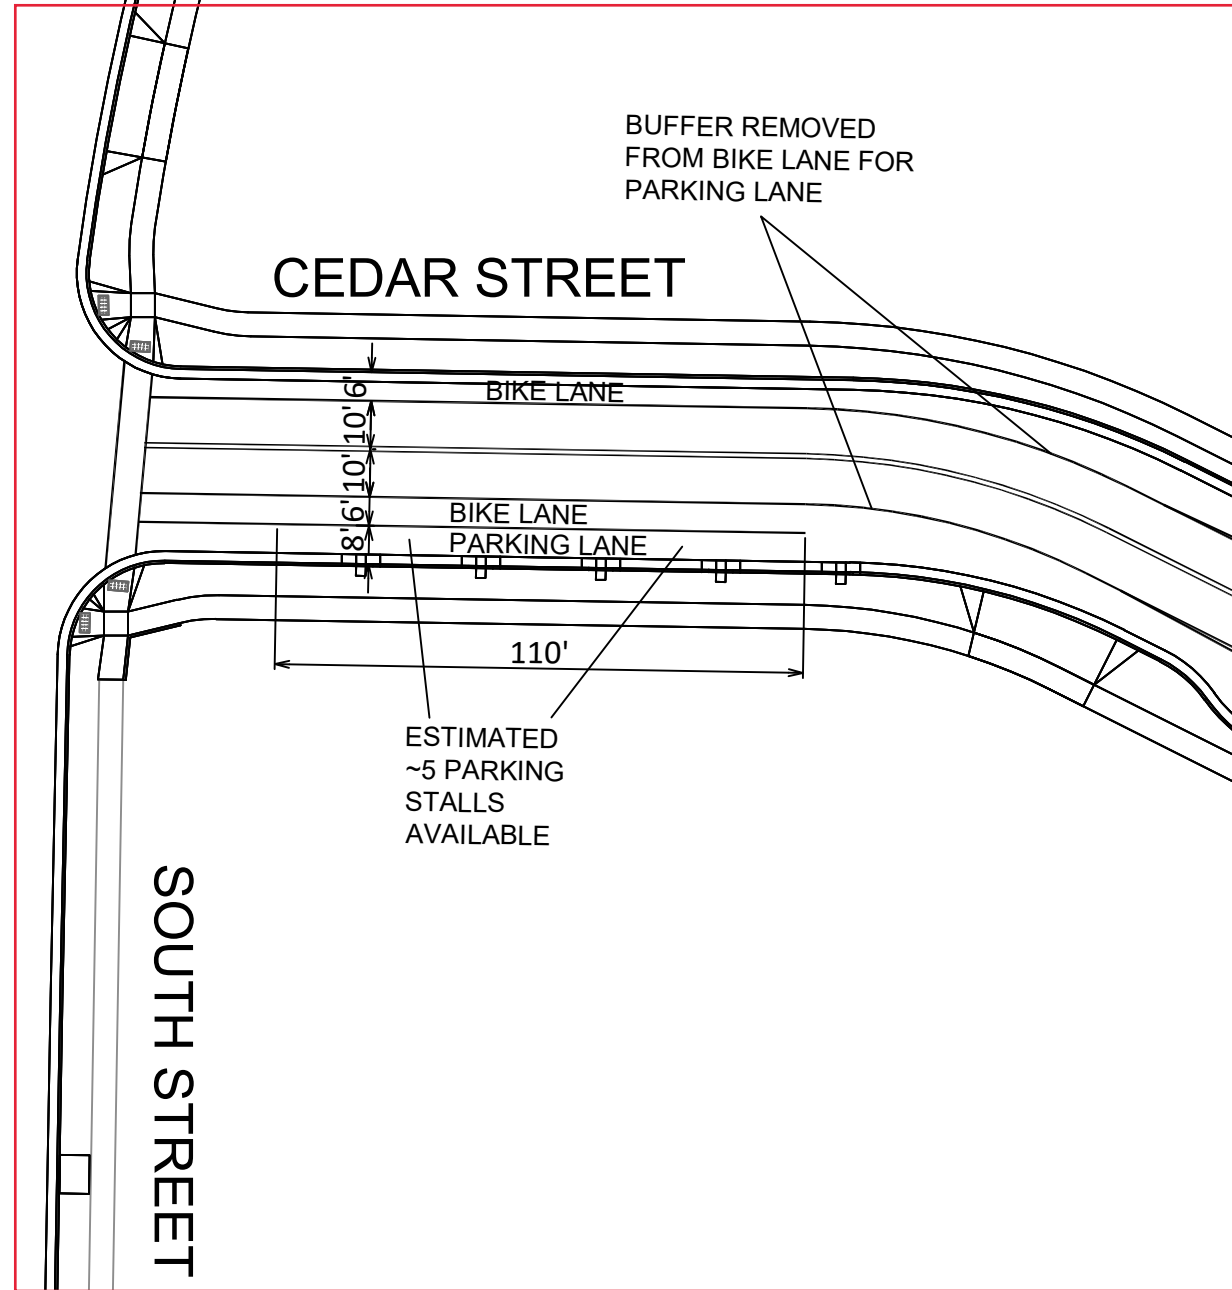 BUFFER REMOVED
FROM BIKE LANE FOR
PARKING LANE
CEDAR STREET
6'
BIKE LANE
10'
10'
6'
BIKE LANE
8'
PARKING LANE
110'
ESTIMATED
~5 PARKING
STALLS
AVAILABLE
SOUTH STREET